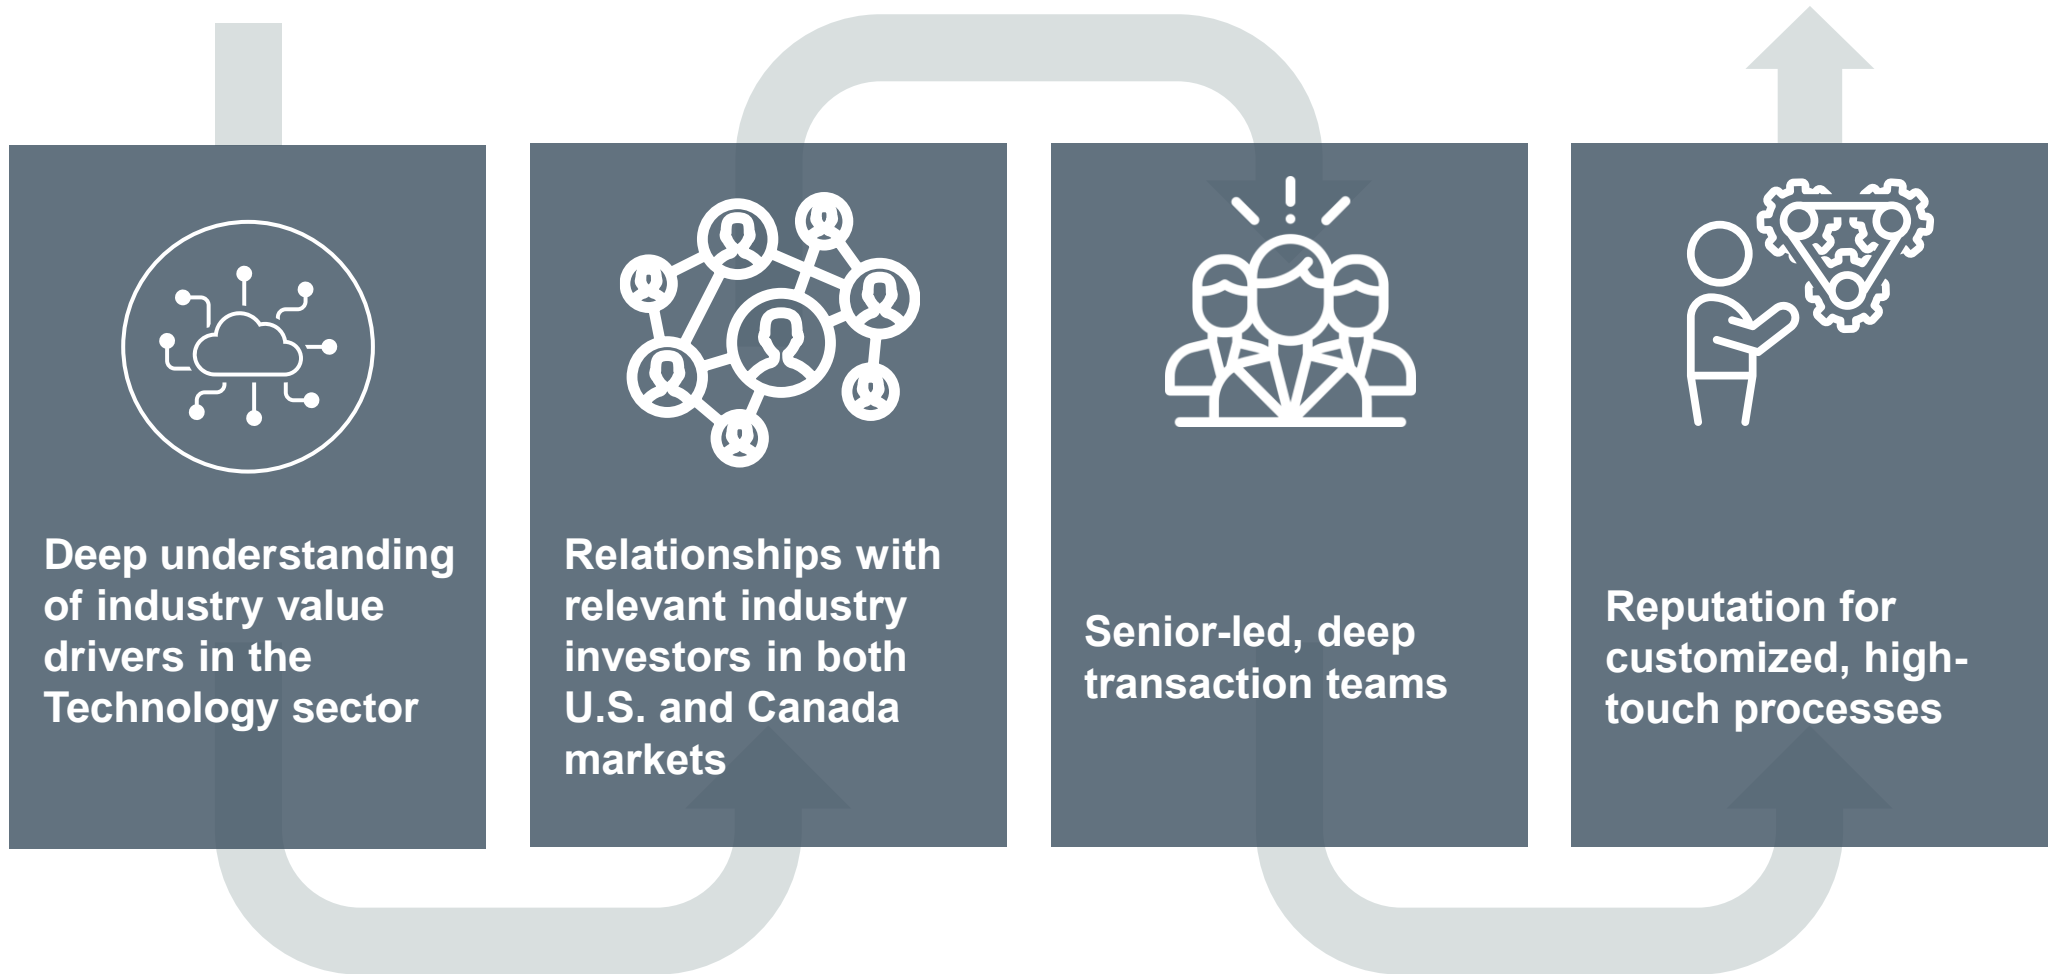 Deep understanding
of industry value
drivers in the
Technology sector
Relationships with
relevant industry
investors in both
U.S. and Canada
markets
Senior-led, deep
transaction teams
Reputation for
customized, high-
touch processes